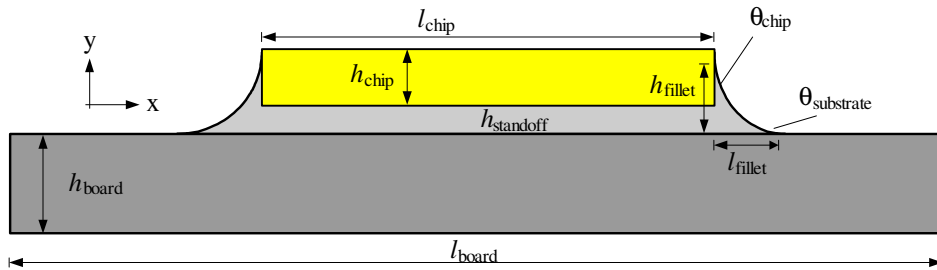 l_chip
θ_chip
y
h_chip
h_fillet
x
θ_substrate
h_standoff
l_fillet
h_board
l_board